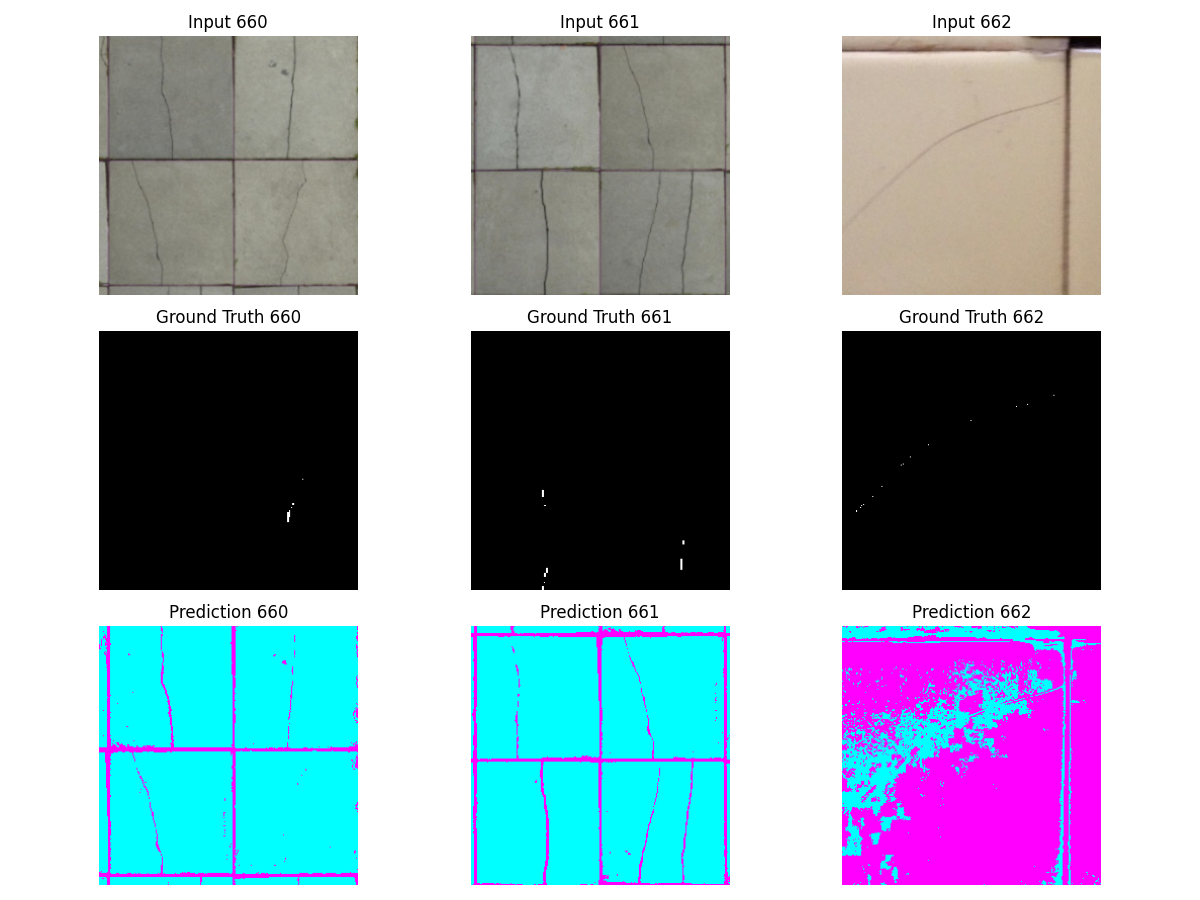 Input 660
Input 661
Input 662
Ground Truth 660
Ground Truth 661
Ground Truth 662
Prediction 660
Prediction 661
Prediction 662